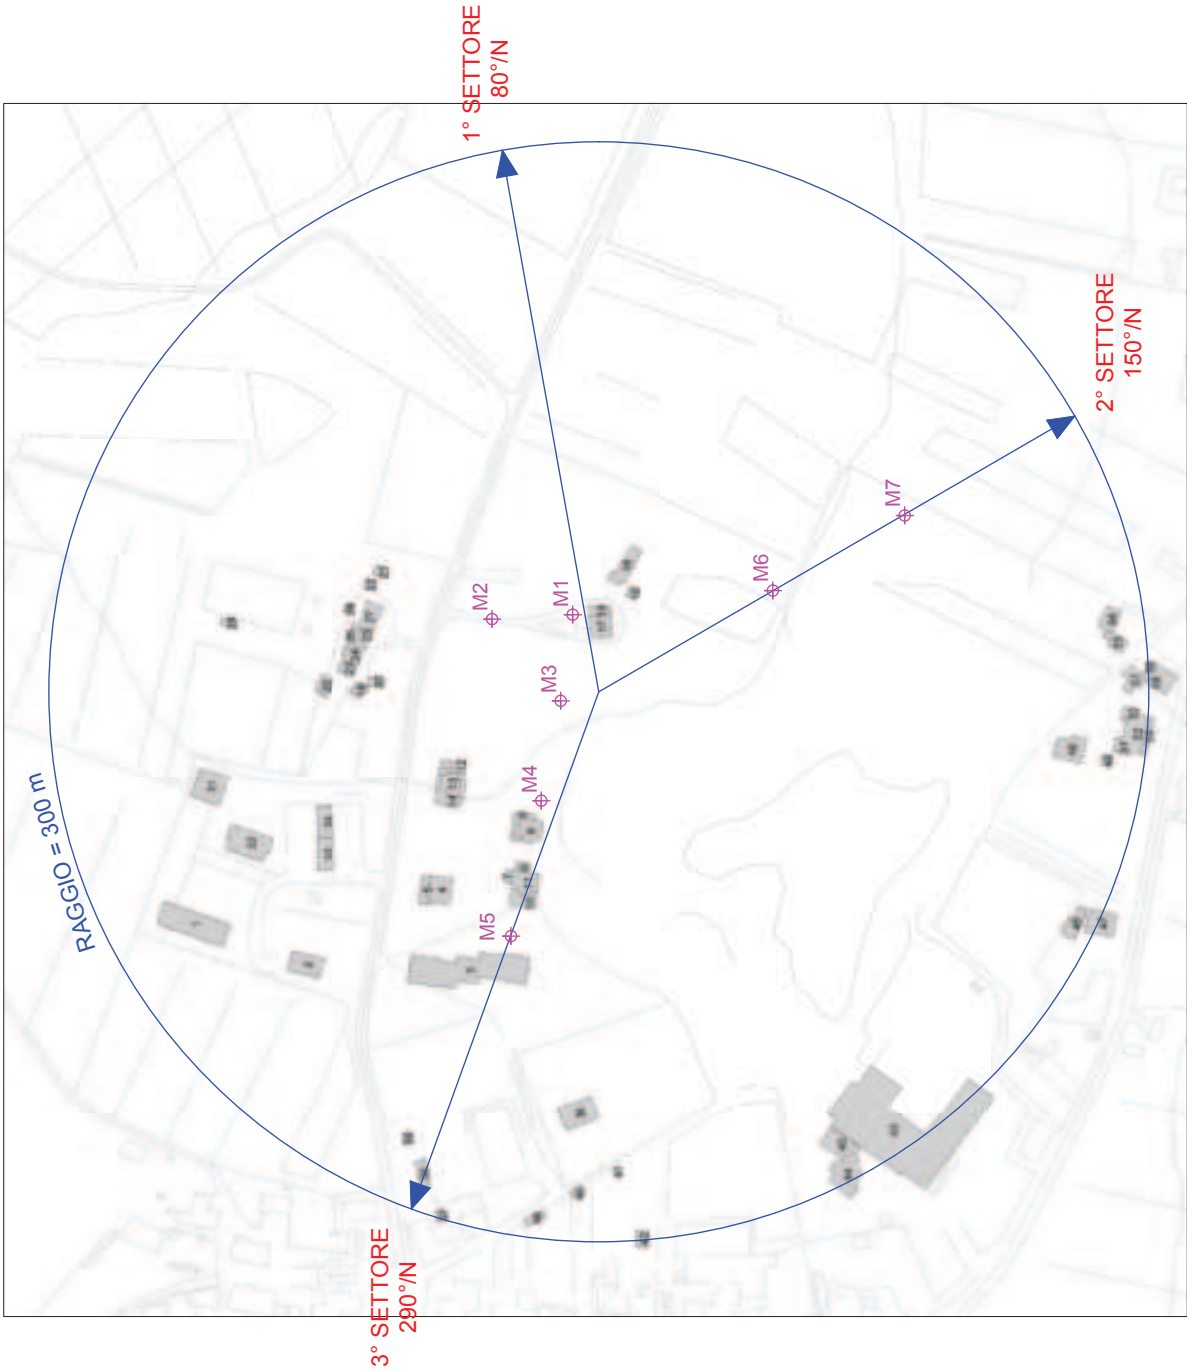 1° SETTORE
80°/N
RAGGIO = 300 m
M2
M1
M3
M4
M5
M6
M7
2° SETTORE
150°/N
3° SETTORE
290°/N